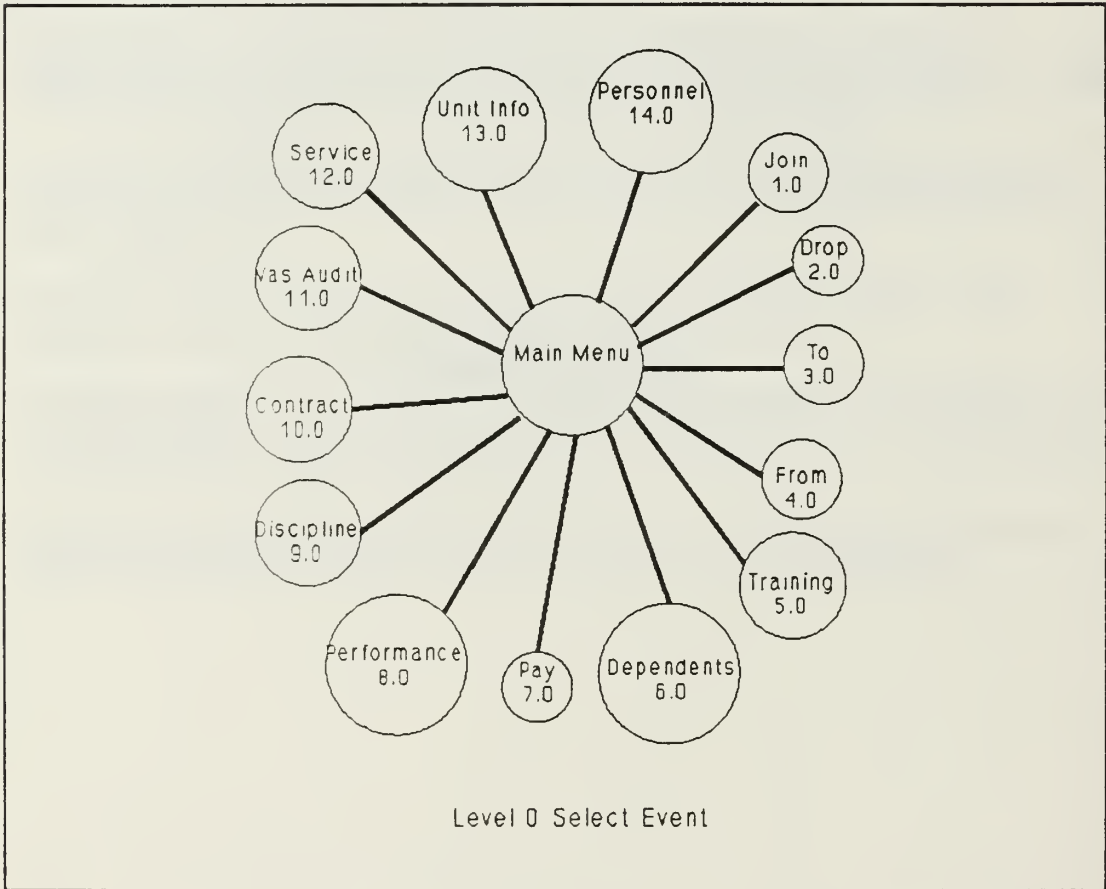 Personnel
14.0
Unit Info
13.0
Service
12.0
Join
1.0
Drop
2.0
Vas Audit
11.0
Main Menu
To
3.0
Contract
10.0
From
4.0
Discipline
9.0
Training
5.0
Performance
8.0
Pay
7.0
Dependents
6.0
Level 0 Select Event